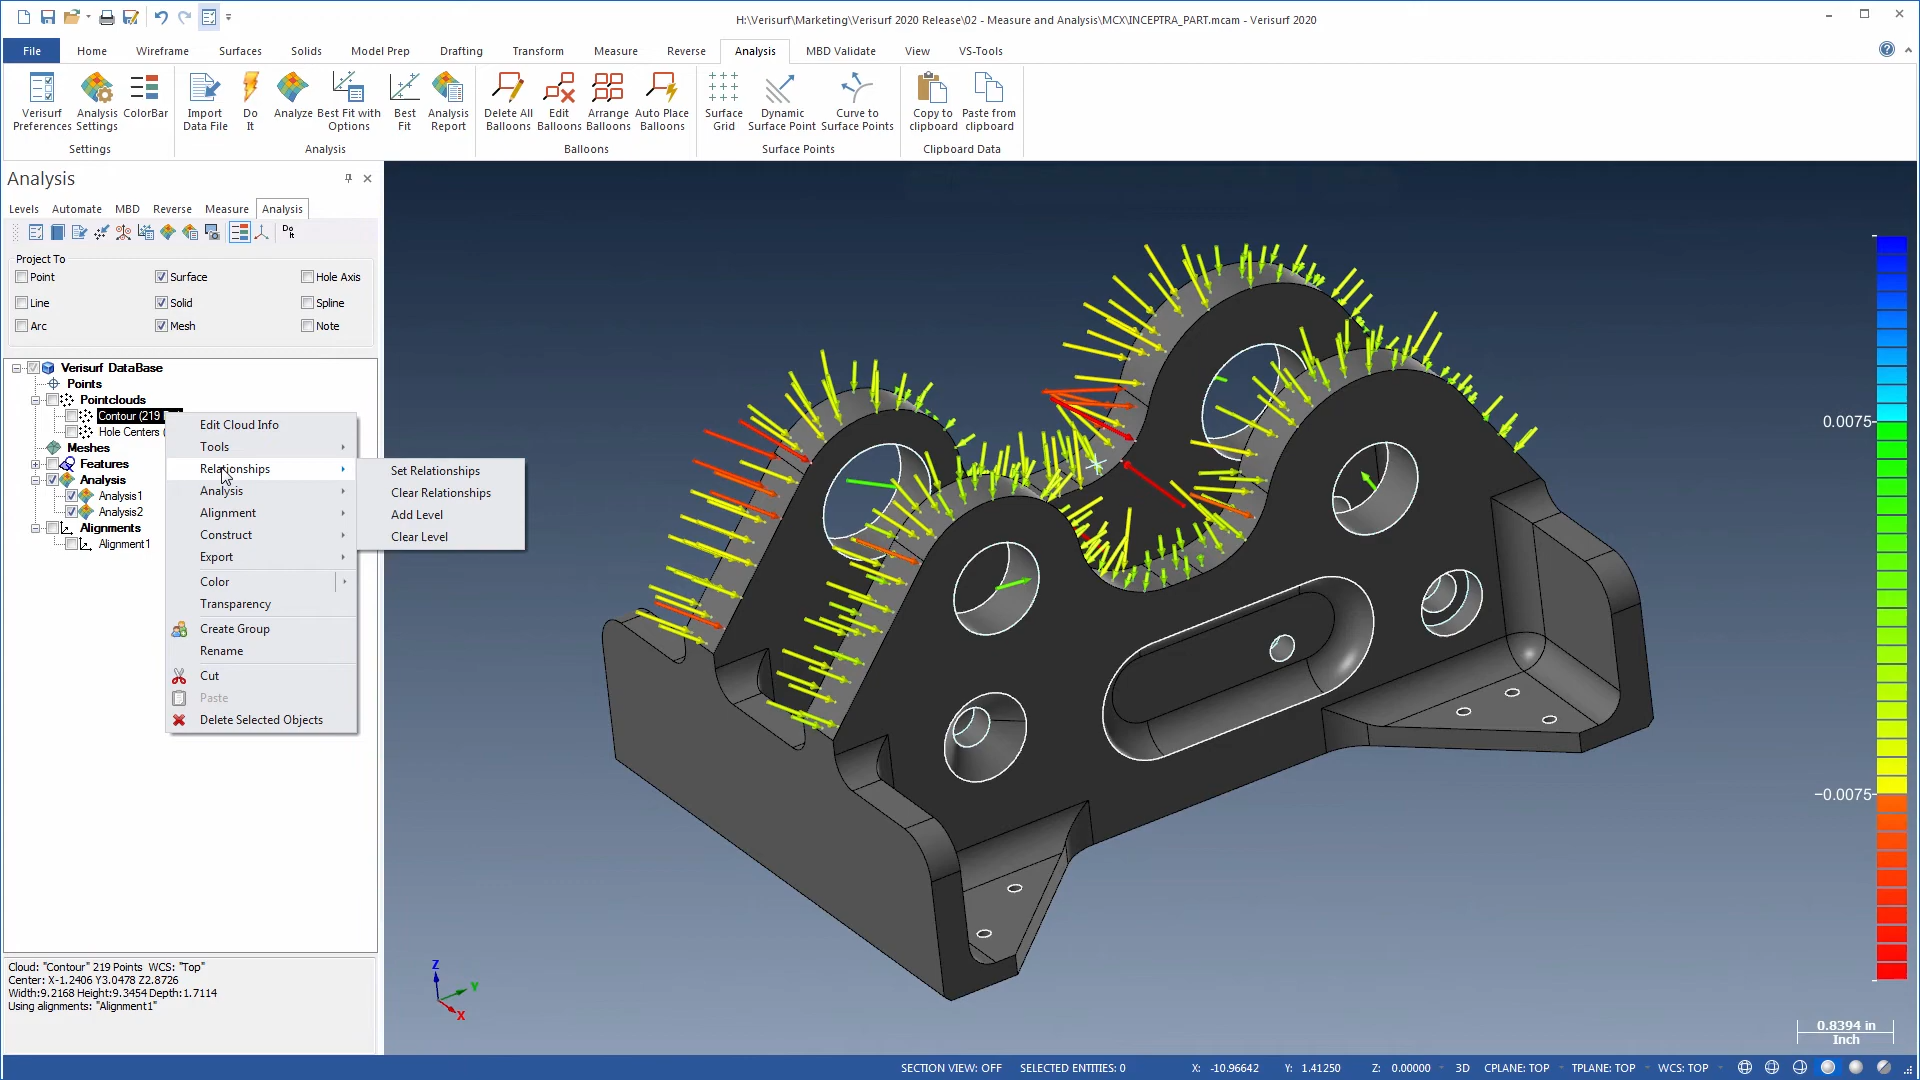 H:\Verisurf\Marketing\Verisurf 2020 Release\02 - Measure and Analysis\MCX\INCEPTRA_PART.mcam - Verisurf 2020
File Home Wireframe Surfaces Solids Model Prep Drafting Transform Measure Reverse Analysis MBD Validate View VS-Tools
Verisurf Preferences
Analysis Settings
ColorBar
Settings
Import Data File
Do It
Analyze
Best Fit with Options
Best Fit
Analysis Report
Analysis
Delete All Balloons
Edit Balloons
Arrange Balloons
Auto Place Balloons
Balloons
Surface Grid
Dynamic Surface Point
Curve to Surface Points
Surface Points
Copy to clipboard
Paste from clipboard
Clipboard Data
Analysis
Levels Automate MBD Reverse Measure Analysis
Do It
Project To
Point Surface Hole Axis
Line Solid Spline
Arc Mesh Note
Verisurf DataBase
Points
Pointclouds
Contour (219
Hole Centers (
Meshes
Features
Analysis
Analysis1
Analysis2
Alignments
Alignment1
Edit Cloud Info
Tools
Relationships
Analysis
Alignment
Construct
Export
Color
Transparency
Create Group
Rename
Cut
Paste
Delete Selected Objects
Set Relationships
Clear Relationships
Add Level
Clear Level
0.0075
-0.0075
Z
Y
X
0.8394 in
Inch
Cloud: "Contour" 219 Points WCS: "Top"
Center: X-1.2406 Y3.0478 Z2.8726
Width:9.2168 Height:9.3454 Depth:1.7114
Using alignments: "Alignment1"
SECTION VIEW: OFF SELECTED ENTITIES: 0 X: -10.96642 Y: 1.41250 Z: 0.00000 3D CPLANE: TOP TPLANE: TOP WCS: TOP